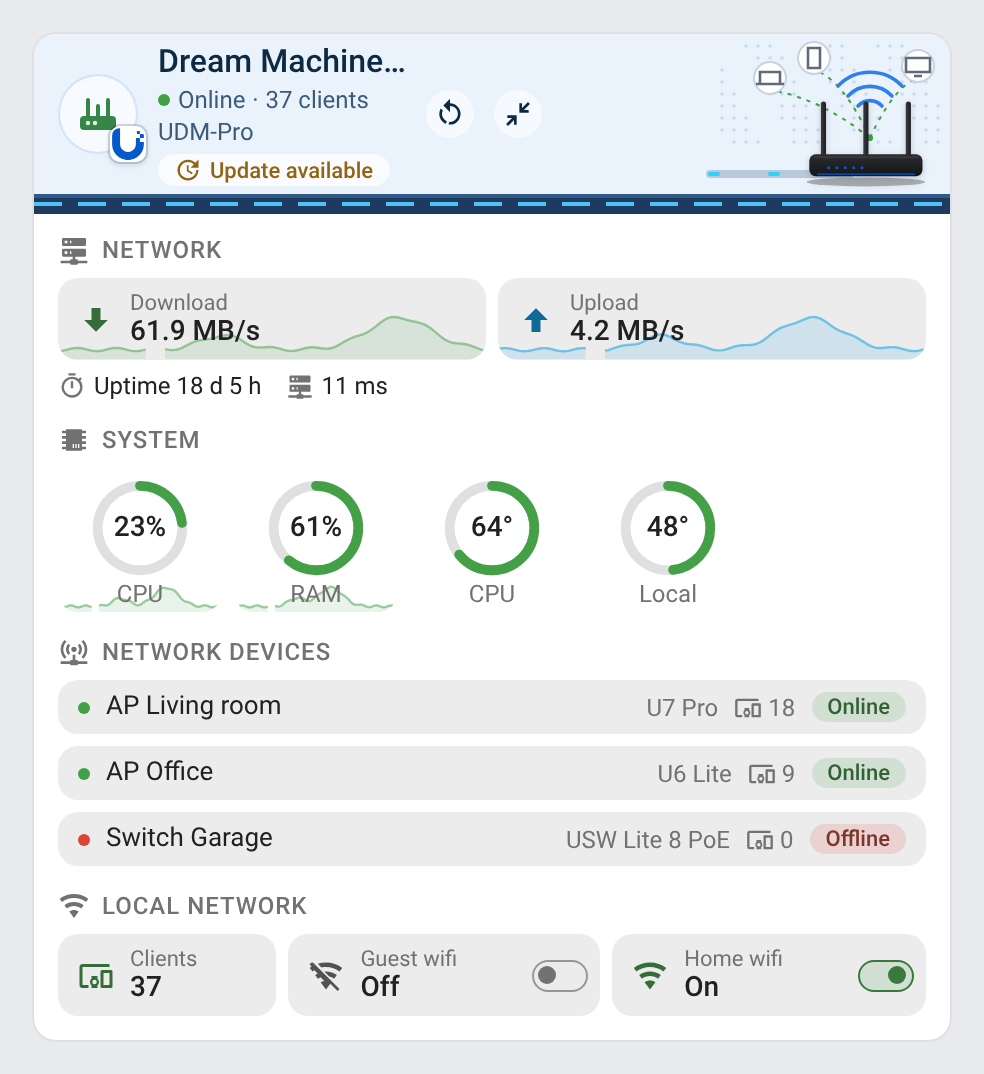 Dream Machine…
Online · 37 clients
UDM-Pro
Update available
NETWORK
Download
61.9 MB/s
Upload
4.2 MB/s
Uptime 18 d 5 h
11 ms
SYSTEM
23%
CPU
61%
RAM
64°
CPU
48°
Local
NETWORK DEVICES
AP Living room
U7 Pro
18
Online
AP Office
U6 Lite
9
Online
Switch Garage
USW Lite 8 PoE
0
Offline
LOCAL NETWORK
Clients
37
Guest wifi
Off
Home wifi
On